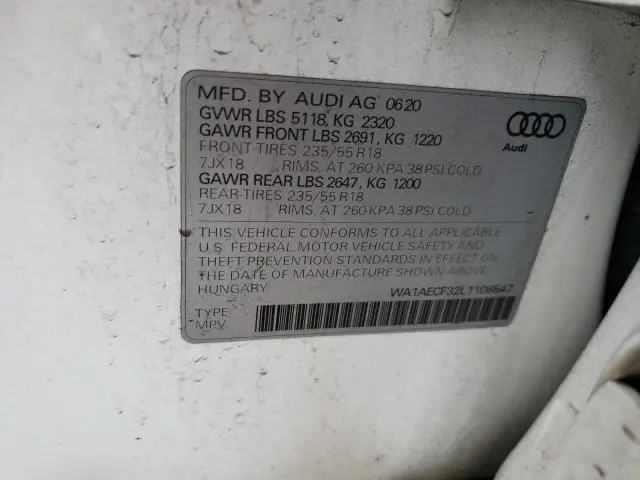 MFD. BY AUDI AG 0620
GVWR LBS 5118, KG 2320
GAWR FRONT LBS 2691, KG 1220
FRONT-TIRES 235/55 R18
7JX18 RIMS, AT 260 KPA 38 PSI COLD
GAWR REAR LBS 2647, KG 1200
REAR-TIRES 235/55 R18
7JX18 RIMS, AT 260 KPA 38 PSI COLD
Audi
THIS VEHICLE CONFORMS TO ALL APPLICABLE
U.S. FEDERAL MOTOR VEHICLE SAFETY AND
THEFT PREVENTION STANDARDS IN EFFECT ON
THE DATE OF MANUFACTURE SHOWN ABOVE.
HUNGARY WA1AECF32L1106547
TYPE:
MPV